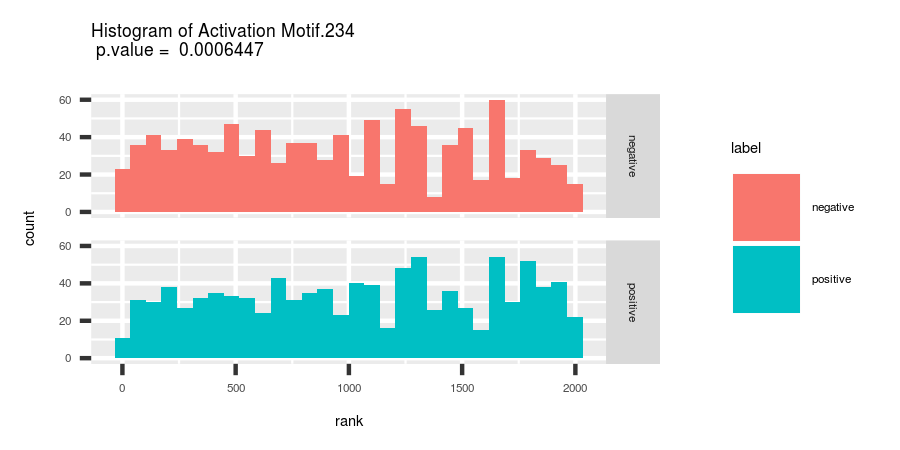 Histogram of Activation Motif.234
p.value = 0.0006447
count
60
40
20
0
negative
60
40
20
0
positive
0 500 1000 1500 2000
rank
label
negative
positive